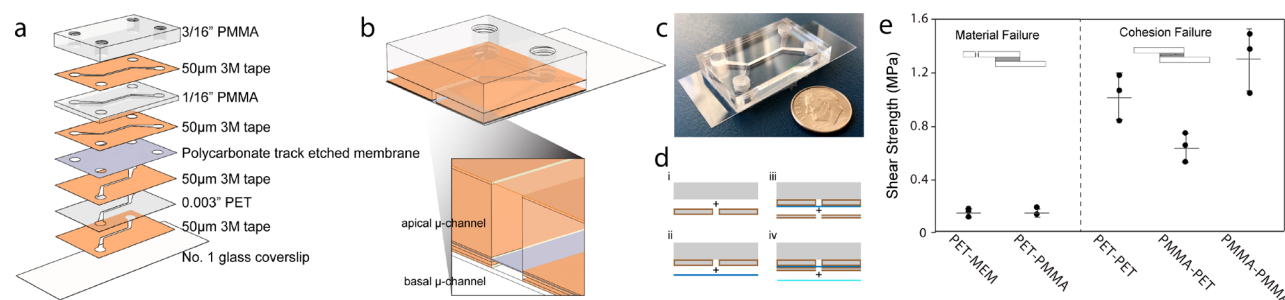 a
3/16” PMMA
50µm 3M tape
1/16” PMMA
50µm 3M tape
Polycarbonate track etched membrane
50µm 3M tape
0.003” PET
50µm 3M tape
No. 1 glass coverslip
b
apical µ-channel
basal µ-channel
c
d
i
+
ii
+
iii
+
iv
+
e
Shear Strength (MPa)
1.6
1.2
0.8
0.4
0
Material Failure
Cohesion Failure
PET-MEM
PET-PMMA
PET-PET
PMMA-PET
PMMA-PMMA